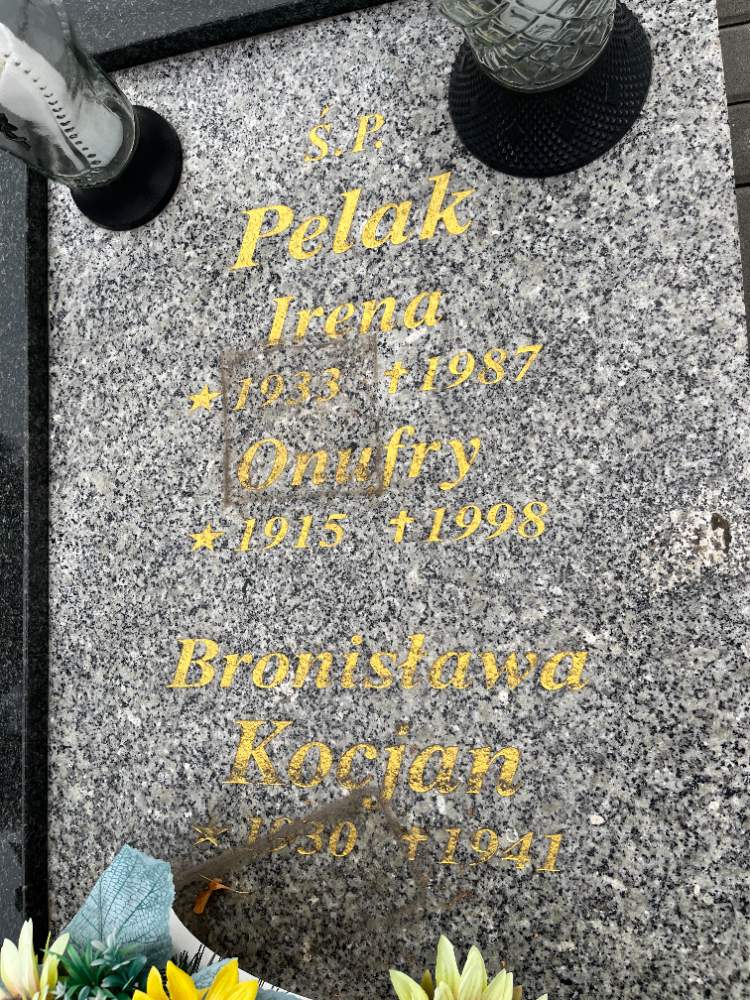 Ś.P.
Pelak
Irena
★ 1933 ✝ 1987
Onufry
★ 1915 ✝ 1998
Bronisława
Kocjan
★ 1930 ✝ 1941